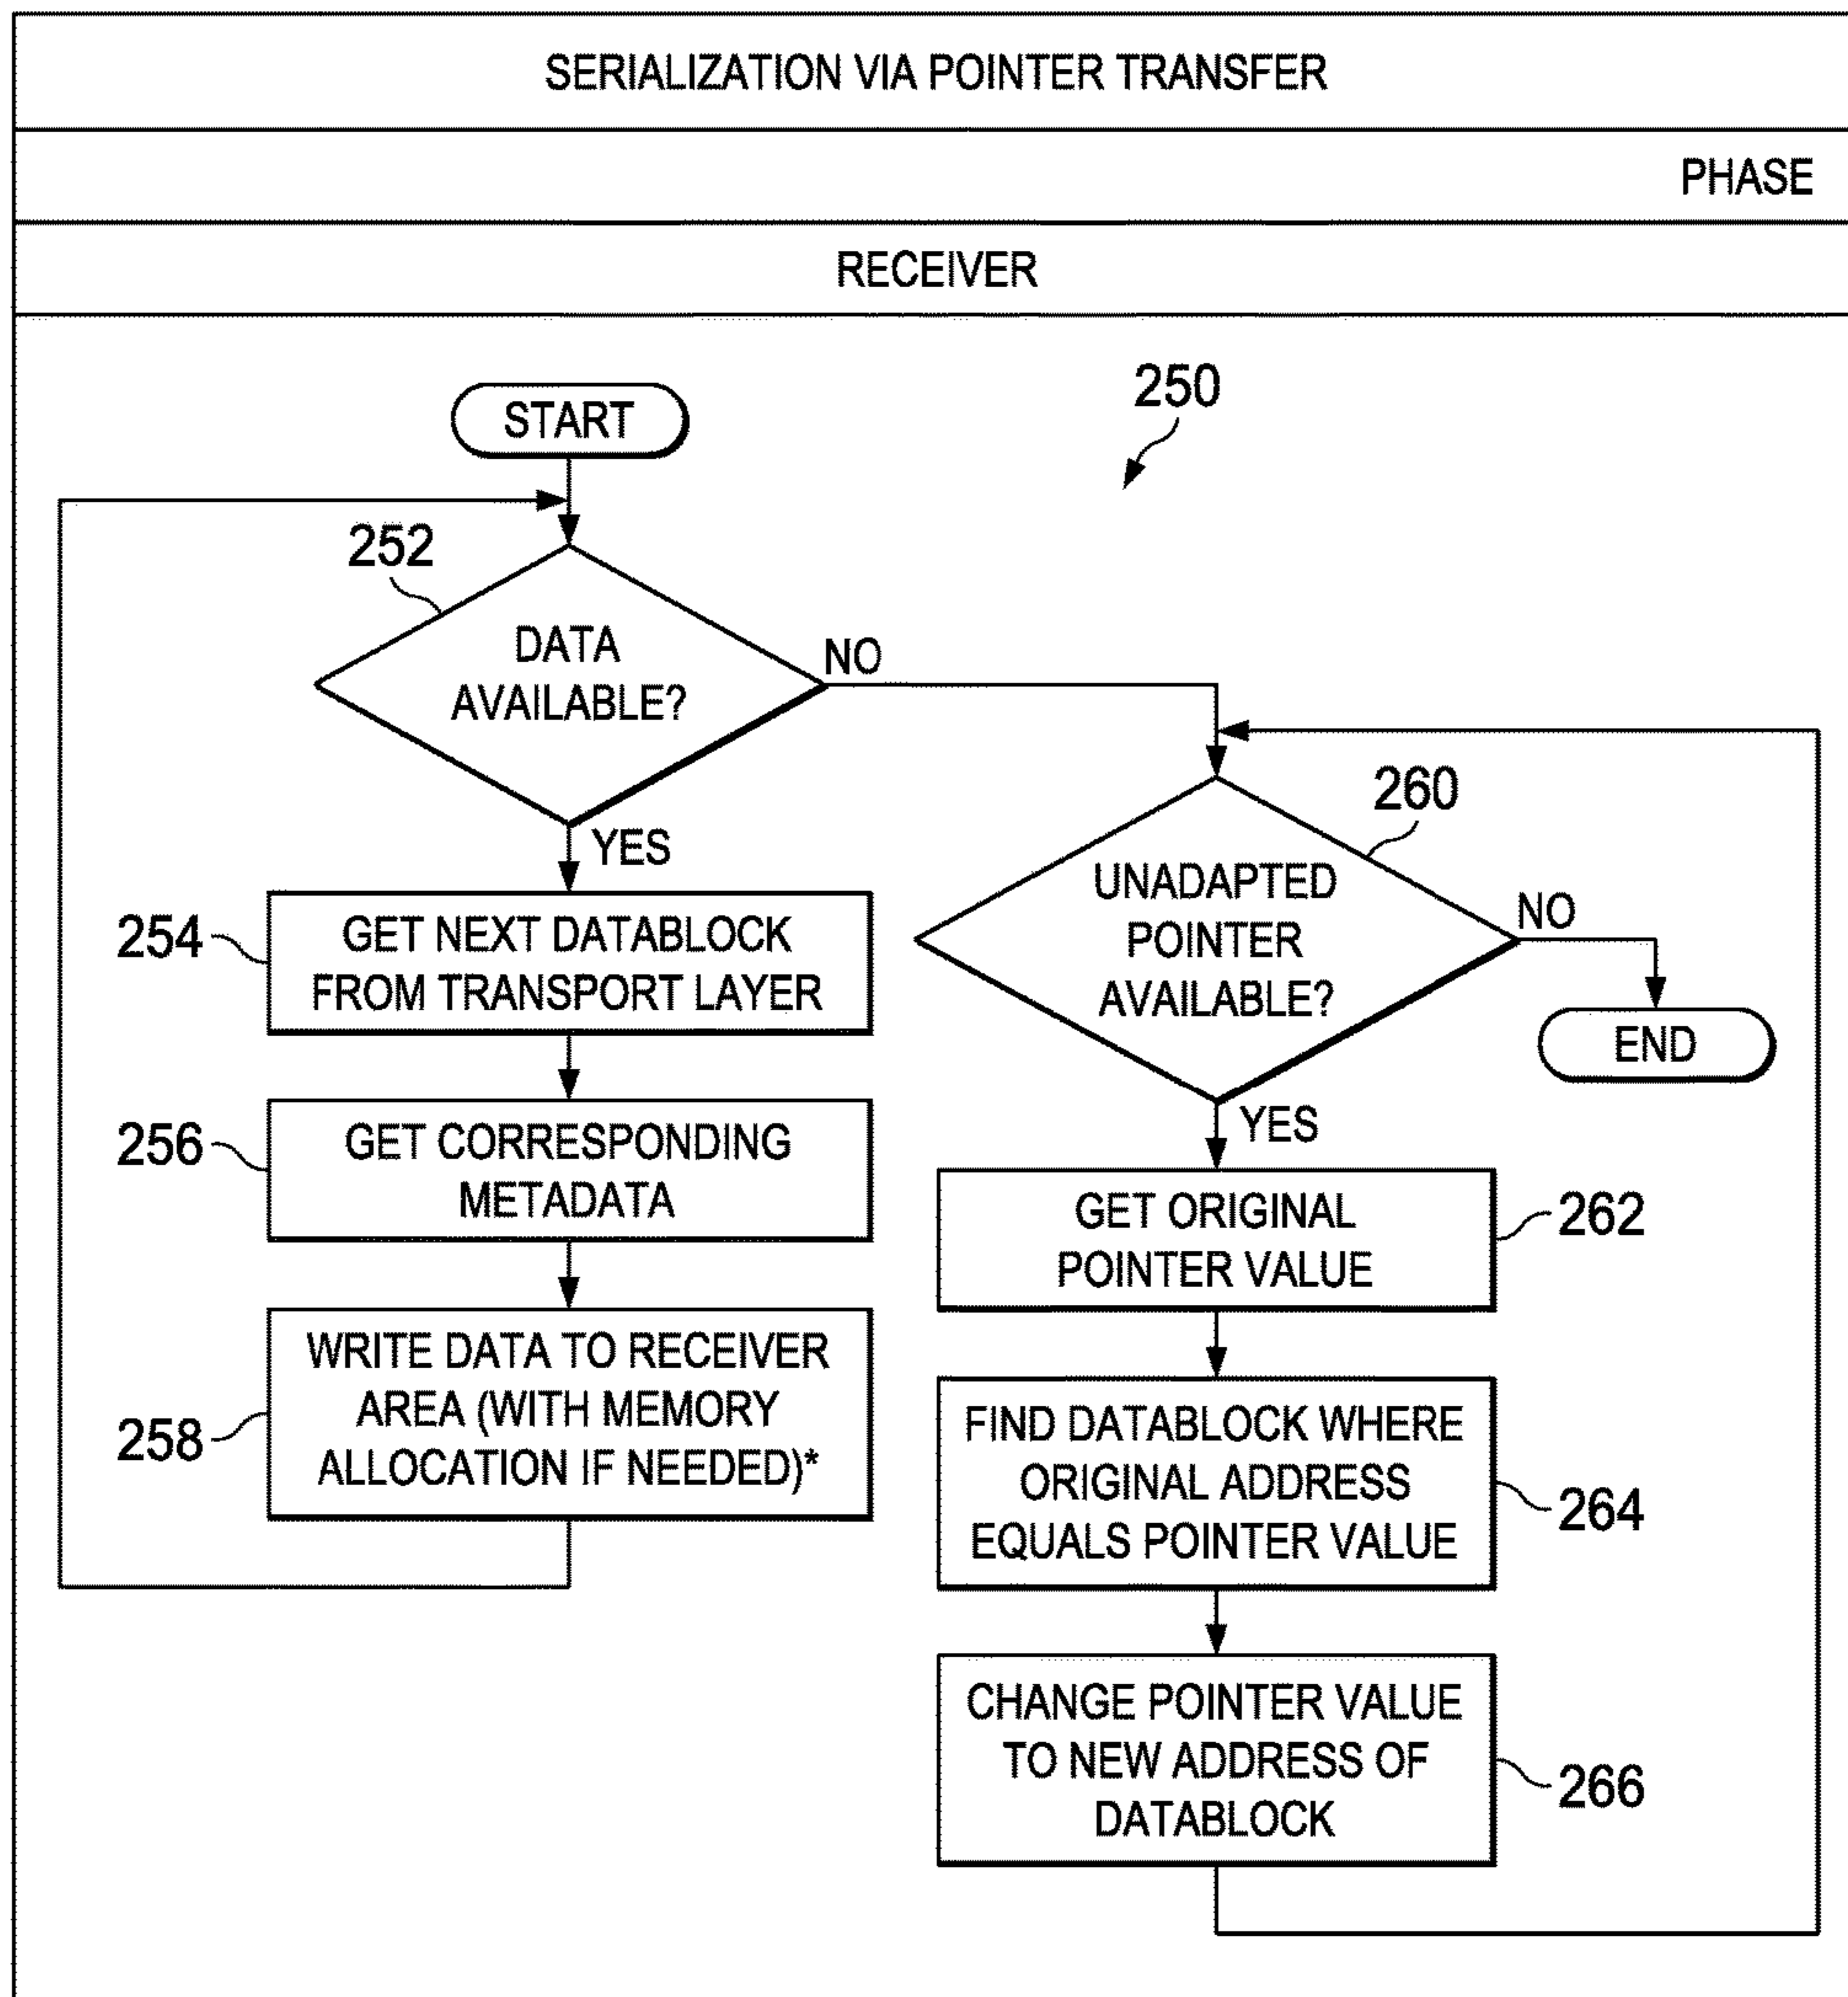 SERIALIZATION VIA POINTER TRANSFER
PHASE
RECEIVER
START
250
252
DATA
AVAILABLE?
NO
YES
254
GET NEXT DATABLOCK
FROM TRANSPORT LAYER
256
GET CORRESPONDING
METADATA
258
WRITE DATA TO RECEIVER
AREA (WITH MEMORY
ALLOCATION IF NEEDED)*
260
UNADAPTED
POINTER
AVAILABLE?
NO
END
YES
GET ORIGINAL
POINTER VALUE
262
FIND DATABLOCK WHERE
ORIGINAL ADDRESS
EQUALS POINTER VALUE
264
CHANGE POINTER VALUE
TO NEW ADDRESS OF
DATABLOCK
266